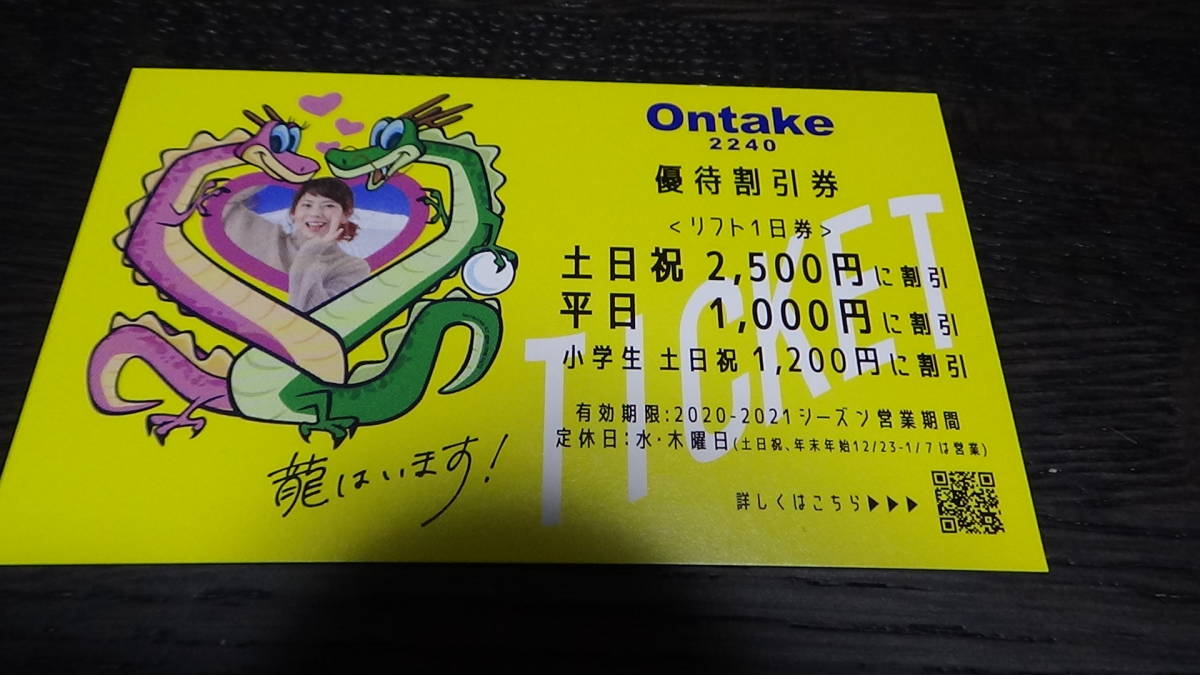 Ontake
2240
優待割引券
<リフト1日券>
土日祝 2,500円に割引
平日 1,000円に割引
小学生 土日祝 1,200円に割引
TICKET
有効期限:2020-2021シーズン営業期間
定休日:水・木曜日(土日祝、年末年始12/23-1/7は営業)
詳しくはこちら▶▶▶
龍はいます!